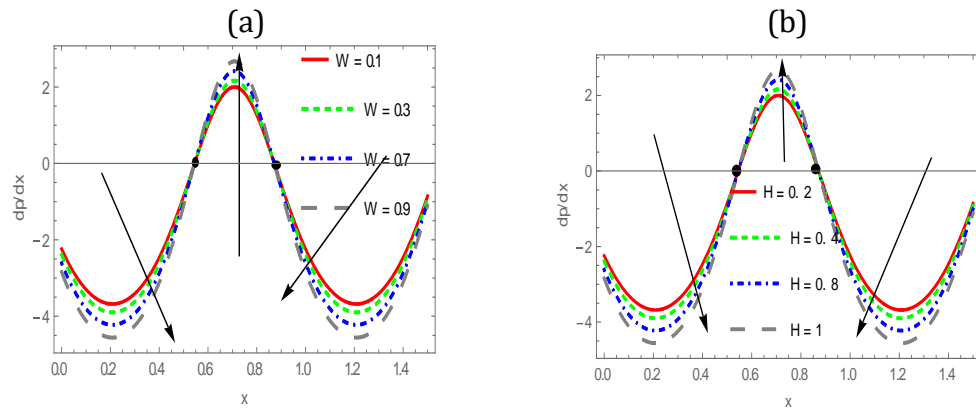 (a)
(b)
W = 0.1
W = 0.3
W = 0.7
W = 0.9
2
0
−2
−4
dp/dx
0.0 0.2 0.4 0.6 0.8 1.0 1.2 1.4
x
H = 0. 2
H = 0. 4
H = 0. 8
H = 1
2
0
−2
−4
dp/dx
0.0 0.2 0.4 0.6 0.8 1.0 1.2 1.4
x